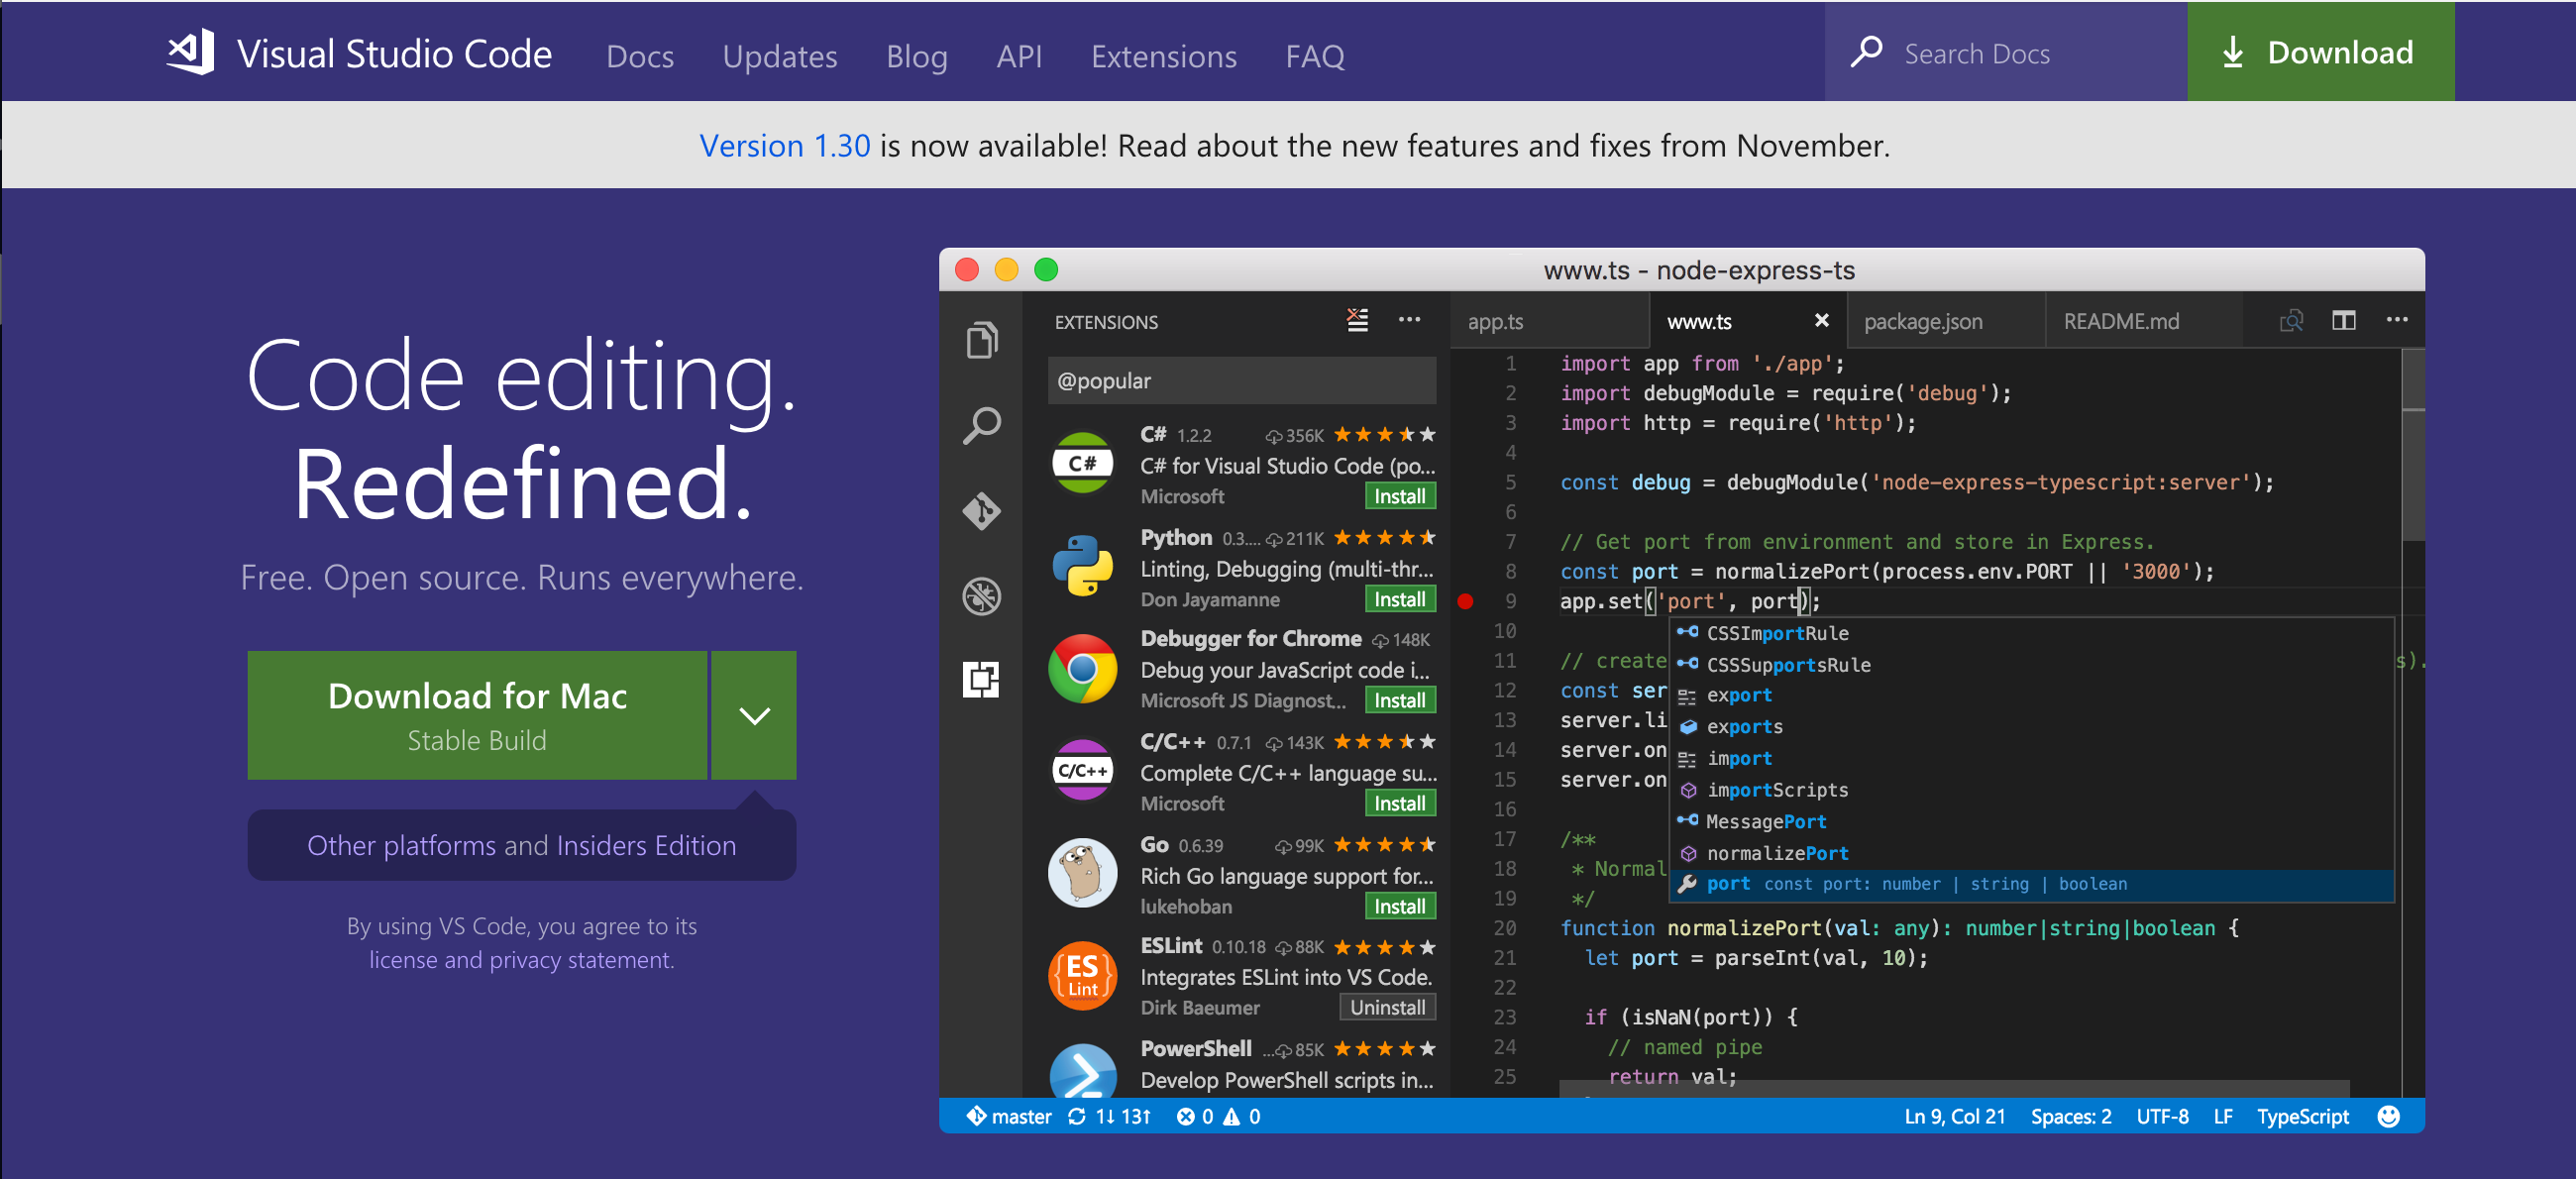 Visual Studio Code Docs Updates Blog API Extensions FAQ Search Docs Download
Version 1.30 is now available! Read about the new features and fixes from November.
Code editing.
Redefined.
Free. Open source. Runs everywhere.
Download for Mac
Stable Build
Other platforms and Insiders Edition
By using VS Code, you agree to its
license and privacy statement.
www.ts - node-express-ts
EXTENSIONS
@popular
C# 1.2.2 356K
C#
C# for Visual Studio Code (po...
Microsoft Install
Python 0.3.... 211K
Linting, Debugging (multi-thr...
Don Jayamanne Install
Debugger for Chrome 148K
Debug your JavaScript code i...
Microsoft JS Diagnost... Install
C/C++ 0.7.1 143K
C/C++
Complete C/C++ language su...
Microsoft Install
Go 0.6.39 99K
Rich Go language support for...
lukehoban Install
ESLint 0.10.18 88K
{ES Lint}
Integrates ESLint into VS Code.
Dirk Baeumer Uninstall
PowerShell ... 85K
Develop PowerShell scripts in...
app.ts www.ts package.json README.md
1 import app from './app';
2 import debugModule = require('debug');
3 import http = require('http');
4
5 const debug = debugModule('node-express-typescript:server');
6
7 // Get port from environment and store in Express.
8 const port = normalizePort(process.env.PORT || '3000');
9 app.set('port', port);
10
11 // create s).
12 const ser
13 server.li
14 server.on
15 server.on
16
17 /**
18 * Normal
19 */
20 function normalizePort(val: any): number|string|boolean {
21 let port = parseInt(val, 10);
22
23 if (isNaN(port)) {
24 // named pipe
25 return val;
CSSImportRule
CSSSupportsRule
export
exports
import
importScripts
MessagePort
normalizePort
port const port: number | string | boolean
master 1↓ 13↑ 0 0 Ln 9, Col 21 Spaces: 2 UTF-8 LF TypeScript